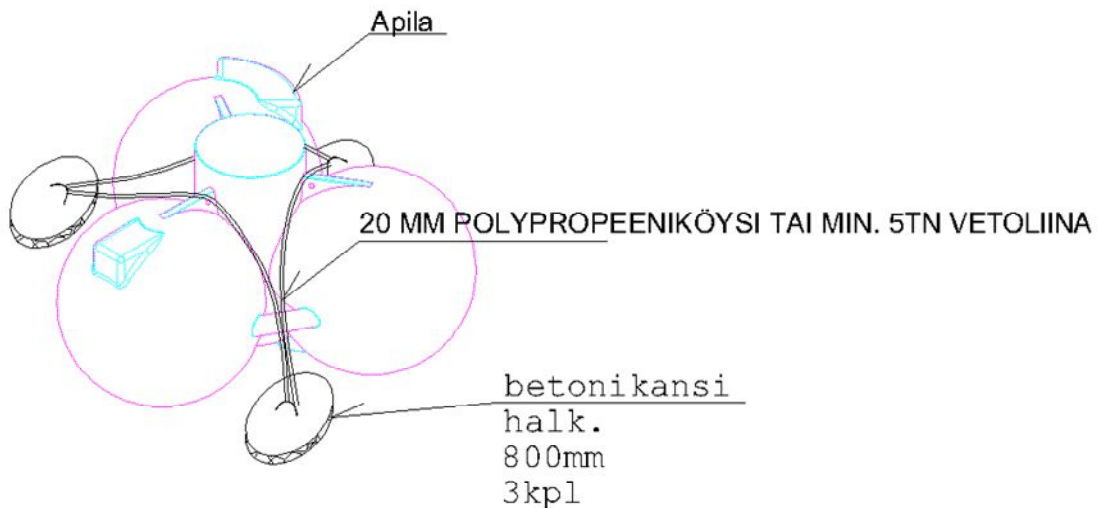 Apila
20 MM POLYPROPEENIKÖYSI TAI MIN. 5TN VETOLIINA
betonikansi
halk.
800mm
3kpl